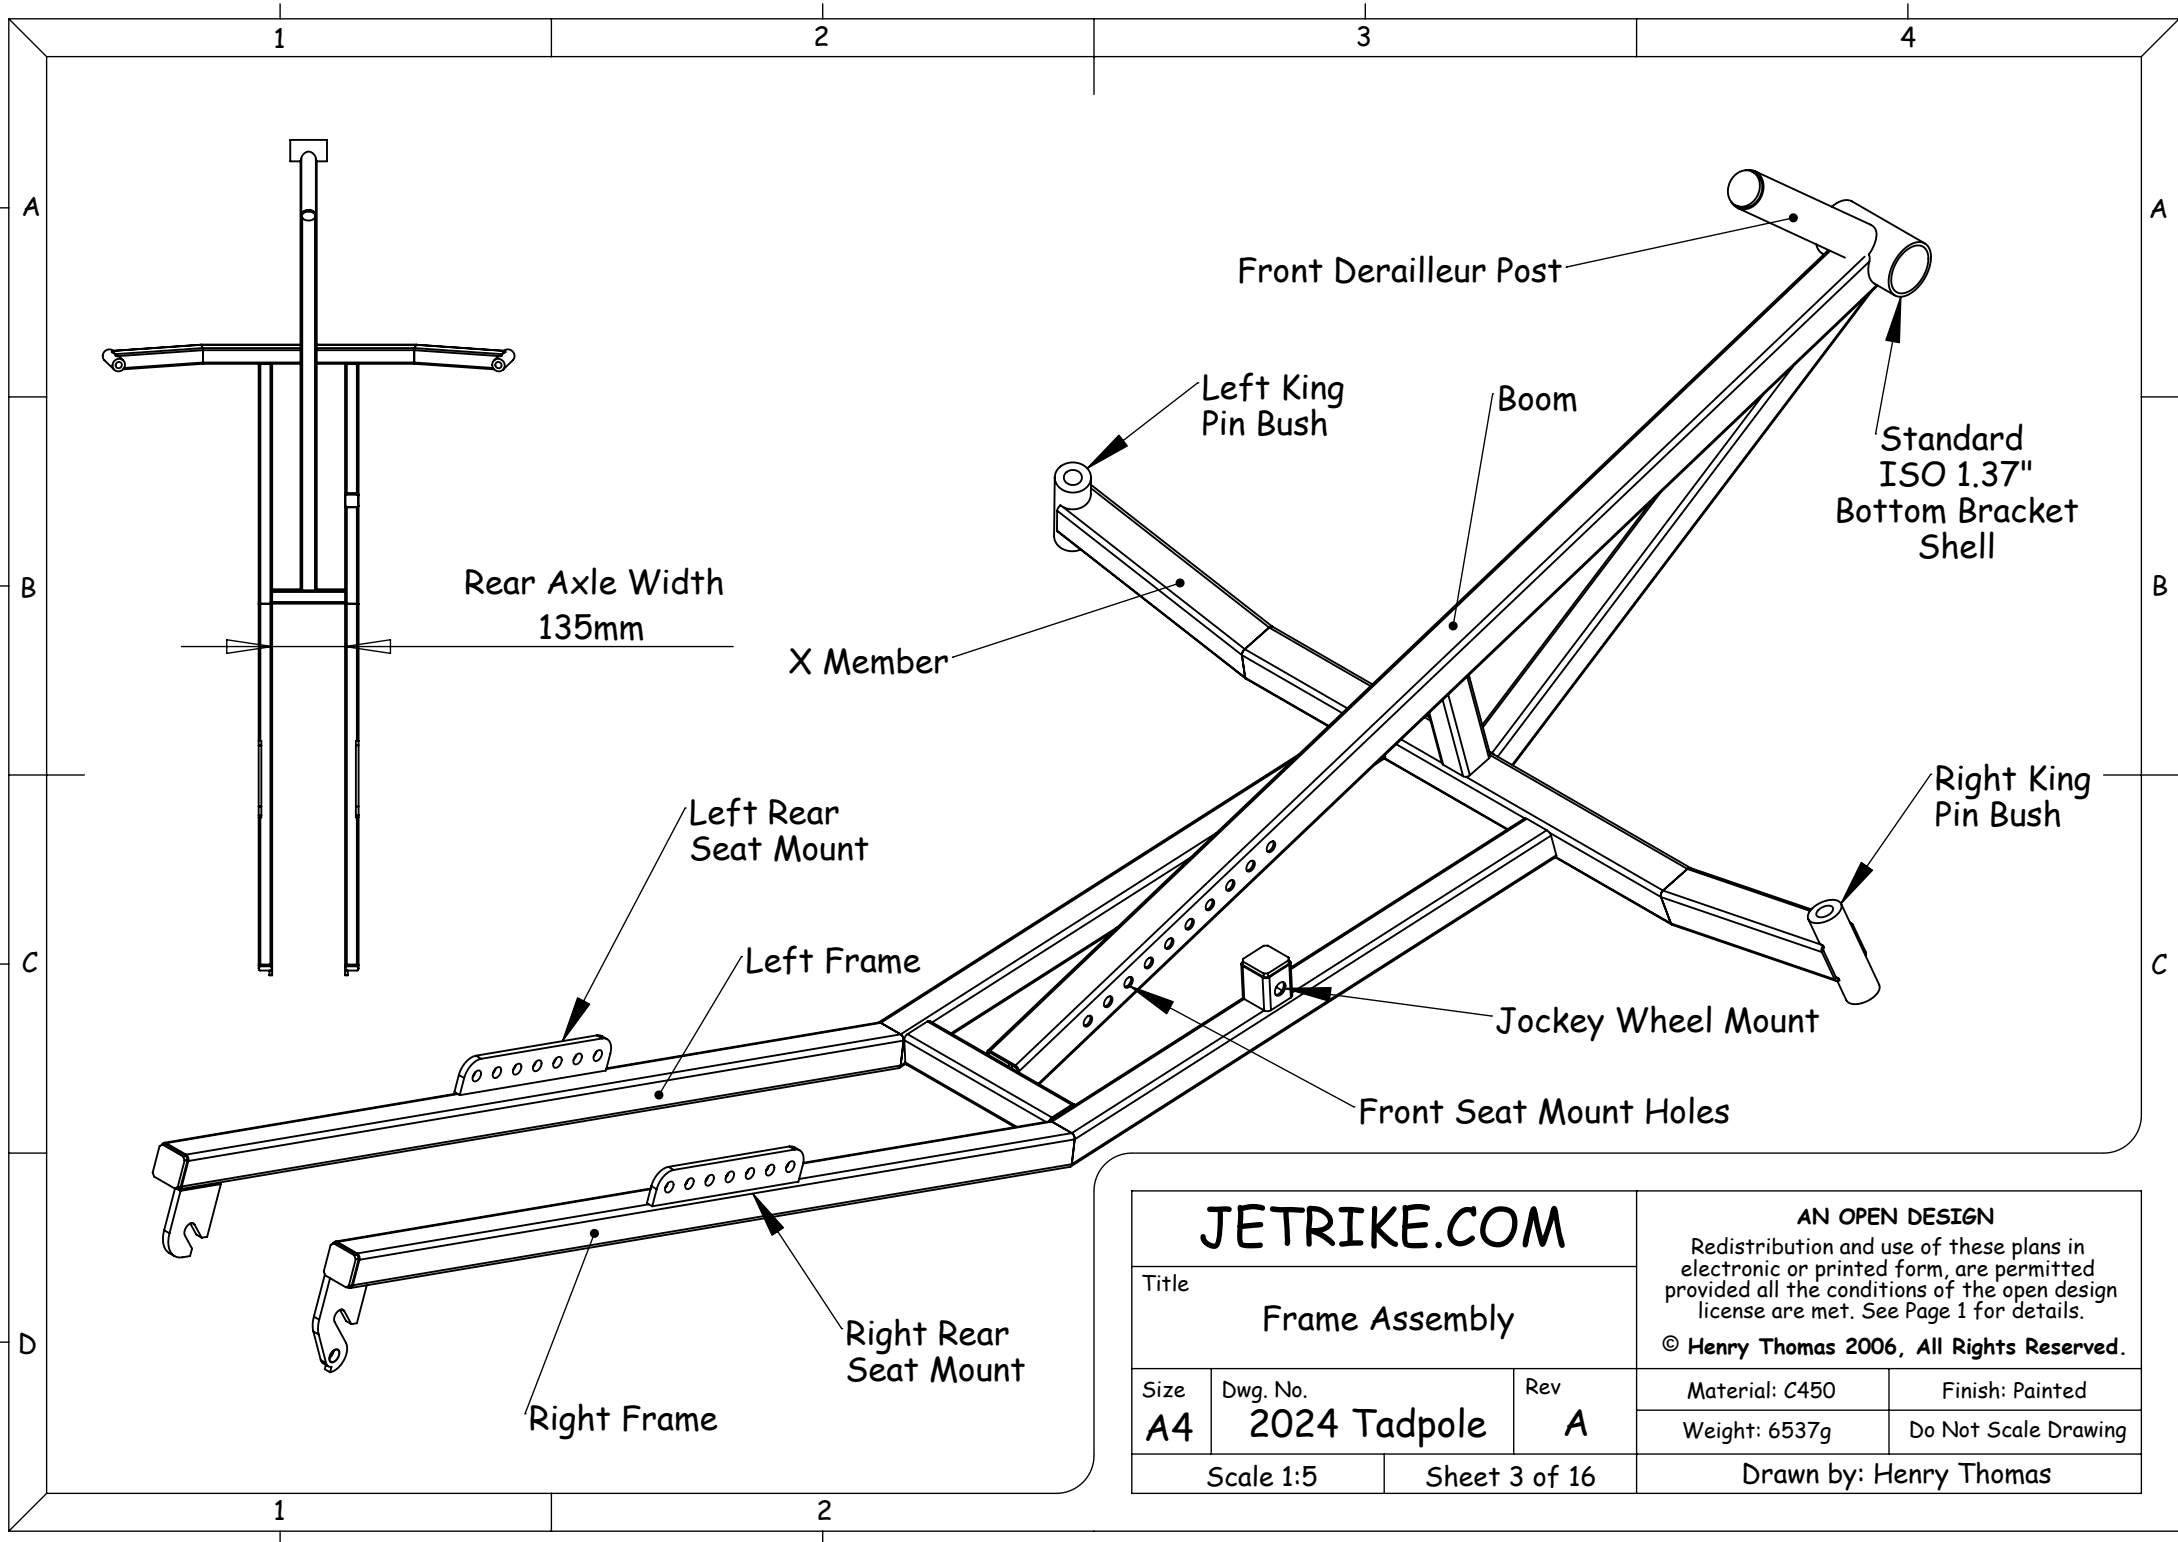 1
2
3
4
A
A
Front Derailleur Post
Left King
Pin Bush
Boom
Standard
ISO 1.37"
Bottom Bracket
Shell
B
B
Rear Axle Width
135mm
X Member
Right King
Pin Bush
Left Rear
Seat Mount
C
C
Left Frame
Jockey Wheel Mount
Front Seat Mount Holes
D
Right Rear
Seat Mount
Right Frame
JETRIKE.COM
Title
Frame Assembly
Size
A4
Dwg. No.
2024 Tadpole
Rev
A
Scale 1:5
Sheet 3 of 16
AN OPEN DESIGN
Redistribution and use of these plans in
electronic or printed form, are permitted
provided all the conditions of the open design
license are met. See Page 1 for details.
© Henry Thomas 2006, All Rights Reserved.
Material: C450
Finish: Painted
Weight: 6537g
Do Not Scale Drawing
Drawn by: Henry Thomas
1
2